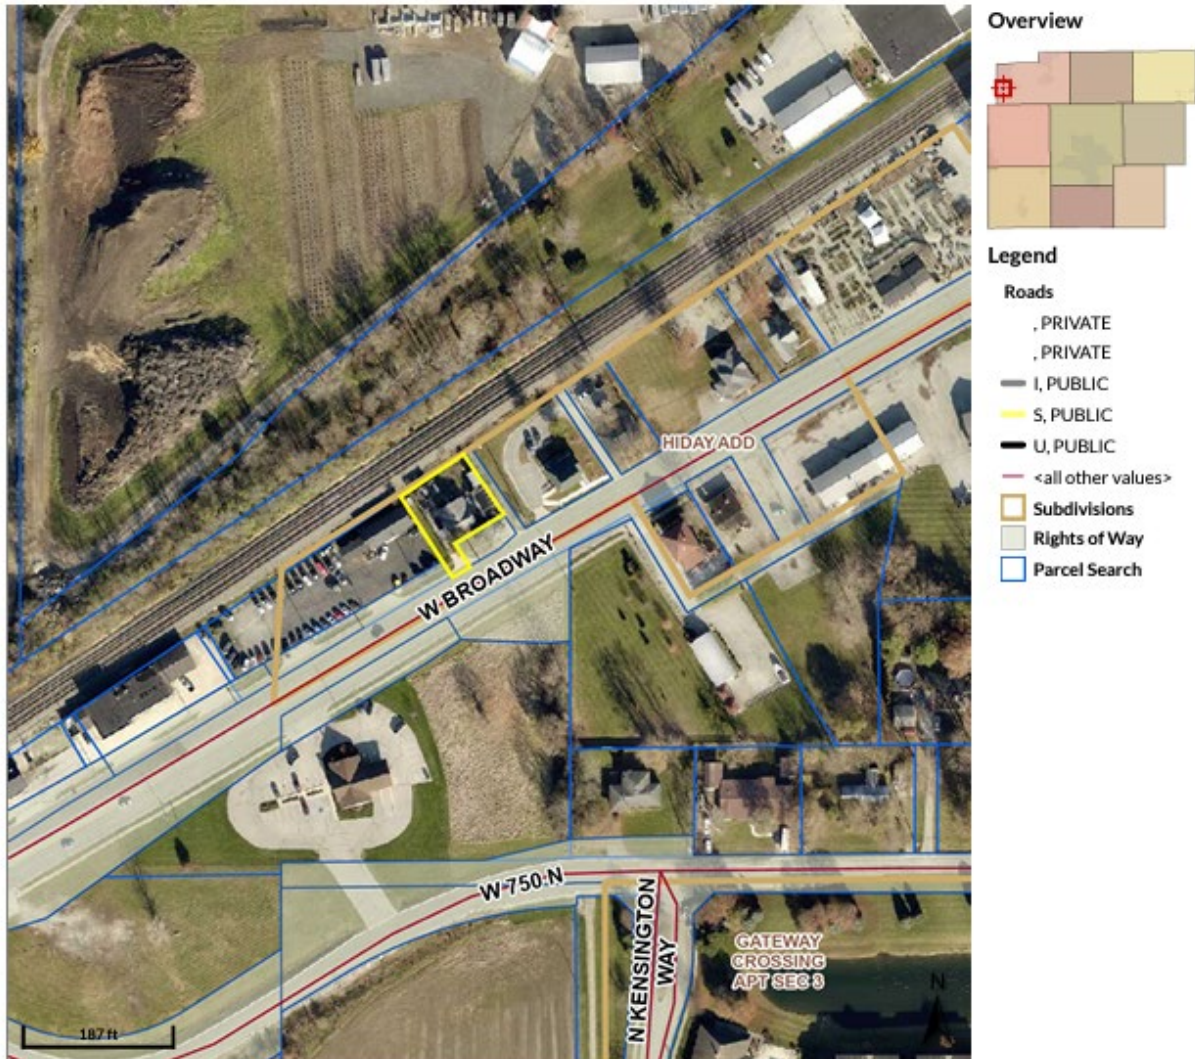 Overview
Legend
Roads
, PRIVATE
, PRIVATE
I, PUBLIC
S, PUBLIC
U, PUBLIC
<all other values>
Subdivisions
Rights of Way
Parcel Search
HIDAY ADD
W BROADWAY
W 750 N
N KENSINGTON
WAY
GATEWAY
CROSSING
APT SEC 3
N
187 ft